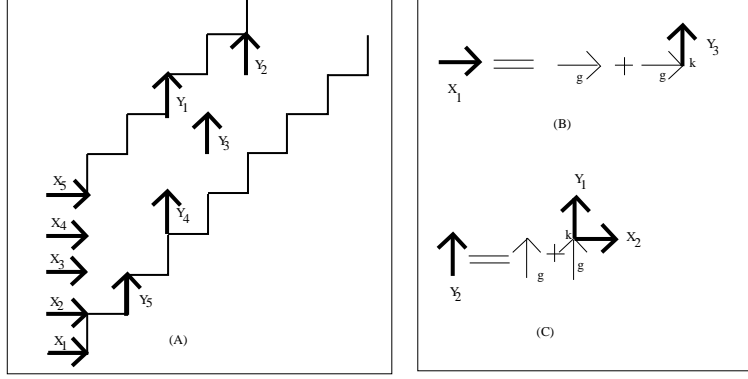 Y2
Y1
Y3
X5
Y4
X4
X3
X2
Y5
X1
(A)
X1
g
+
g
k
Y3
(B)
Y1
k
X2
Y2
g
+
g
(C)